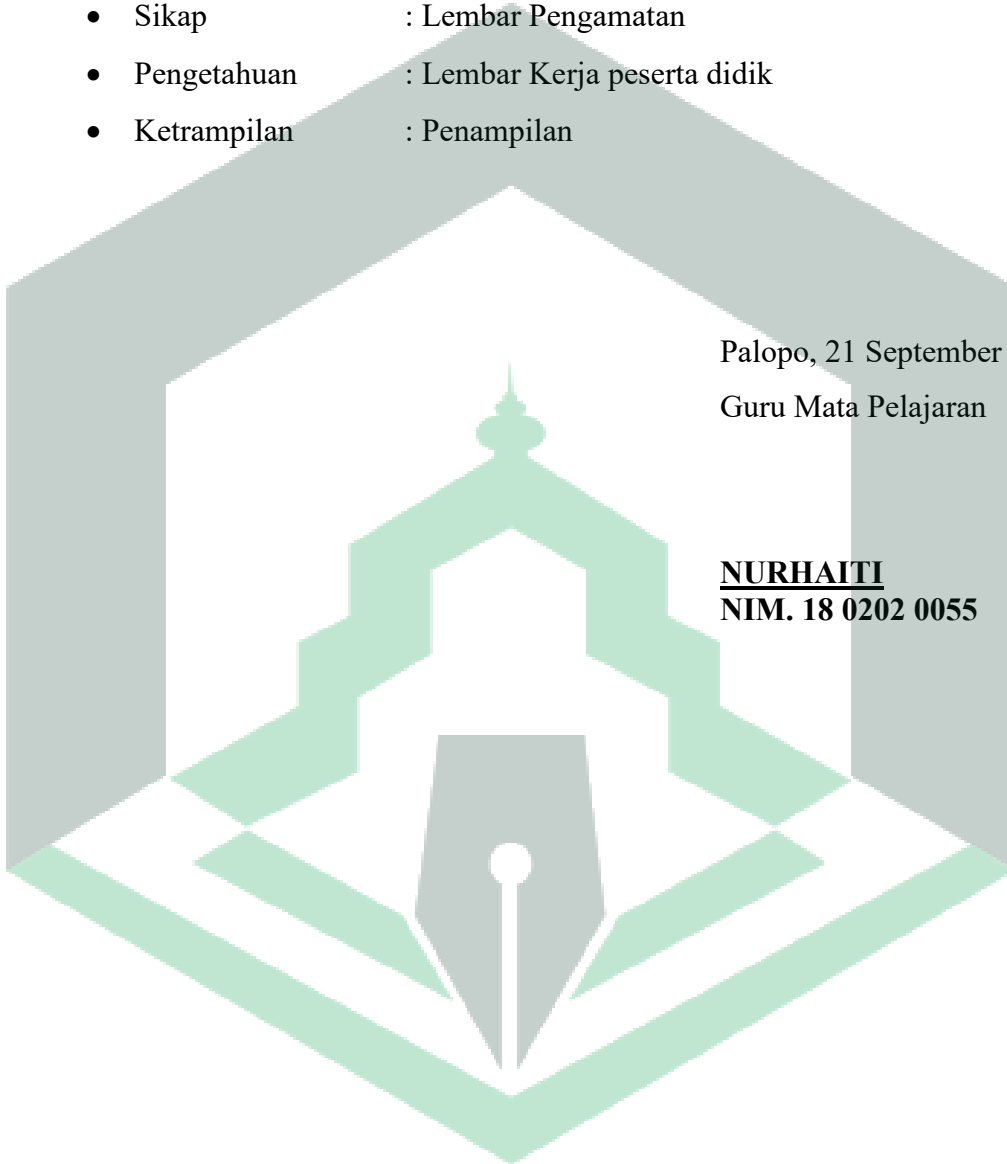 • Sikap : Lembar Pengamatan
• Pengetahuan : Lembar Kerja peserta didik
• Ketrampilan : Penampilan
Palopo, 21 September
Guru Mata Pelajaran
NURHAITI
NIM. 18 0202 0055